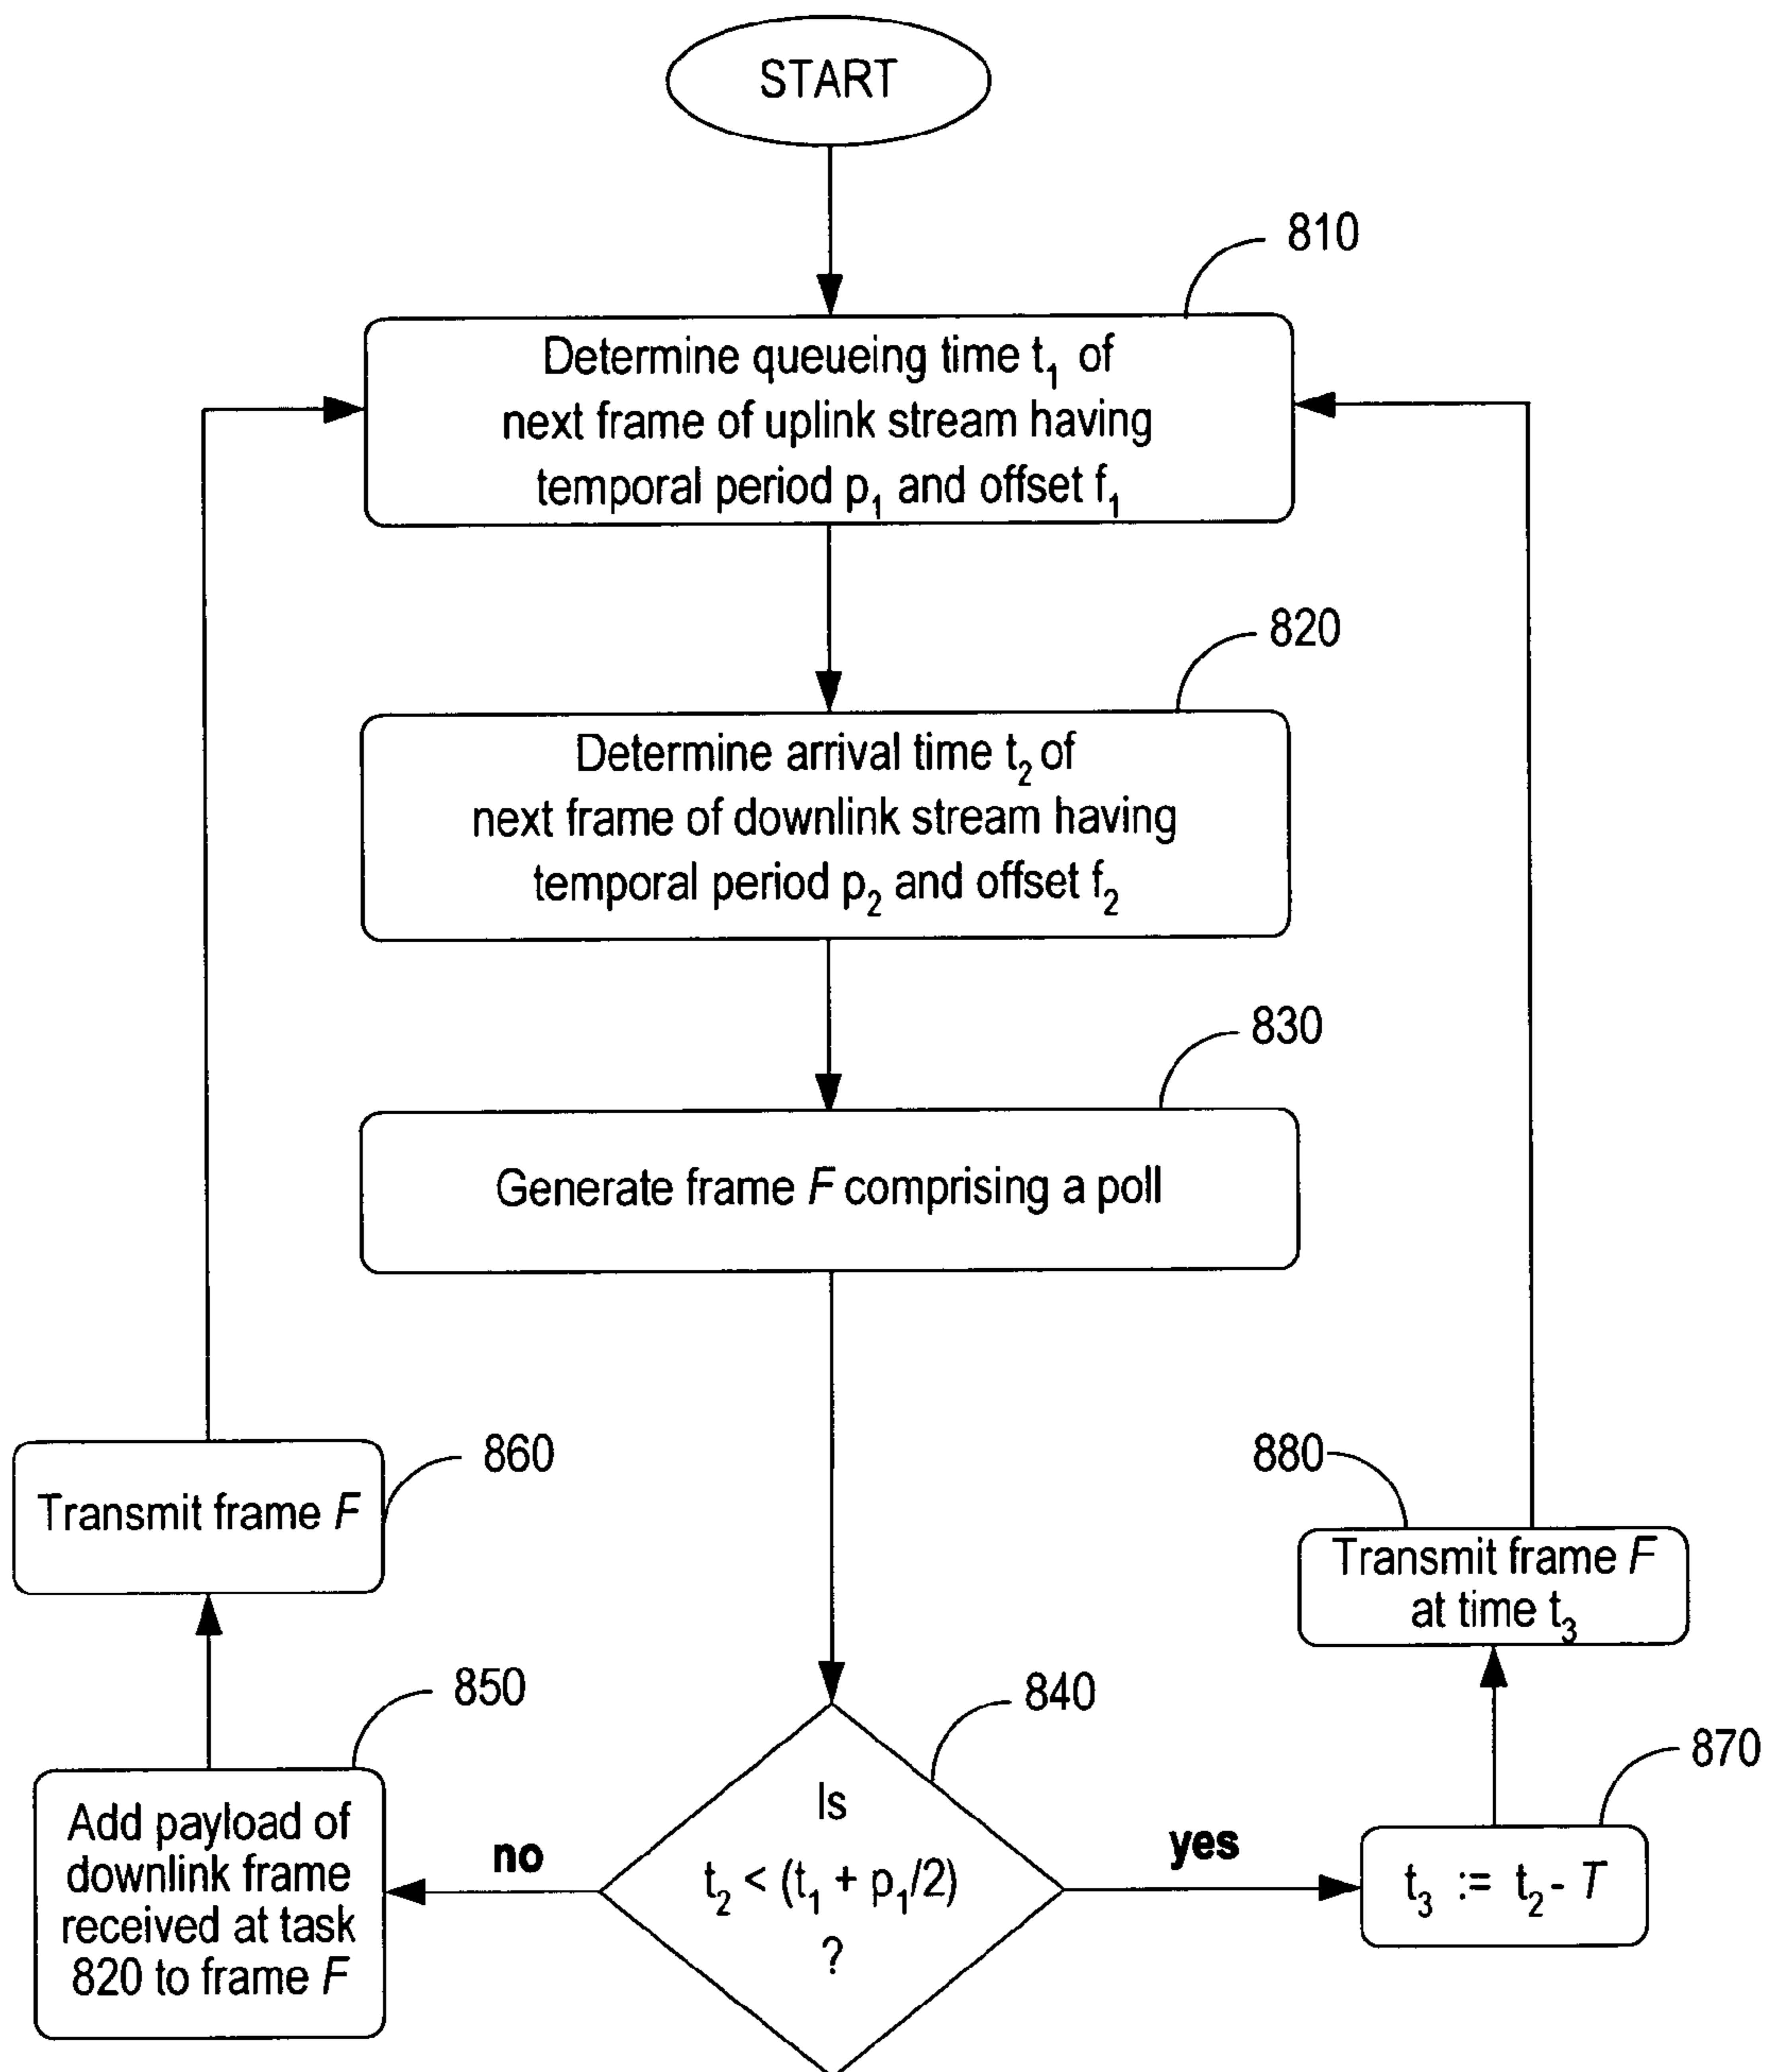 START
810
Determine queueing time t₁ of
next frame of uplink stream having
temporal period p₁ and offset f₁
820
Determine arrival time t₂ of
next frame of downlink stream having
temporal period p₂ and offset f₂
830
Generate frame F comprising a poll
860
Transmit frame F
880
Transmit frame F
at time t₃
850
Add payload of
downlink frame
received at task
820 to frame F
840
Is
t₂ < (t₁ + p₁/2)
?
no
yes
870
t₃ := t₂- T